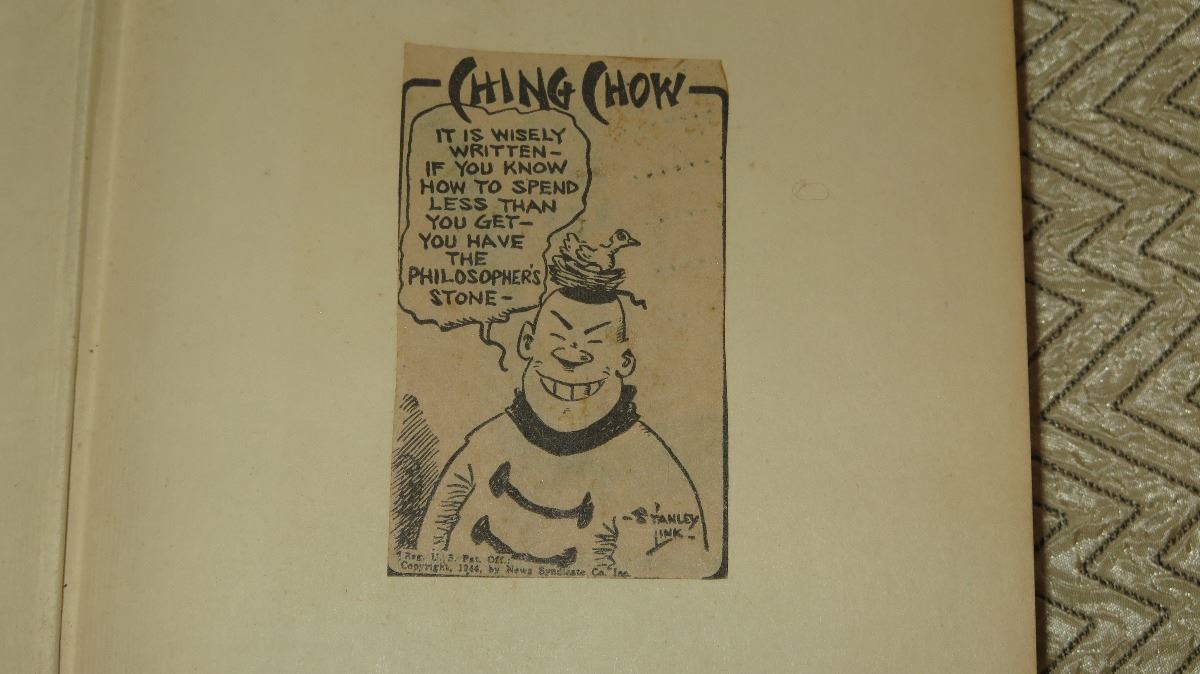 CHING CHOW
IT IS WISELY
WRITTEN-
IF YOU KNOW
HOW TO SPEND
LESS THAN
YOU GET-
YOU HAVE
THE
PHILOSOPHER'S
STONE-
-STANLEY
LINK-
Reg. U. S. Pat. Off.;
Copyright, 1944, by News Syndicate Co. Inc.